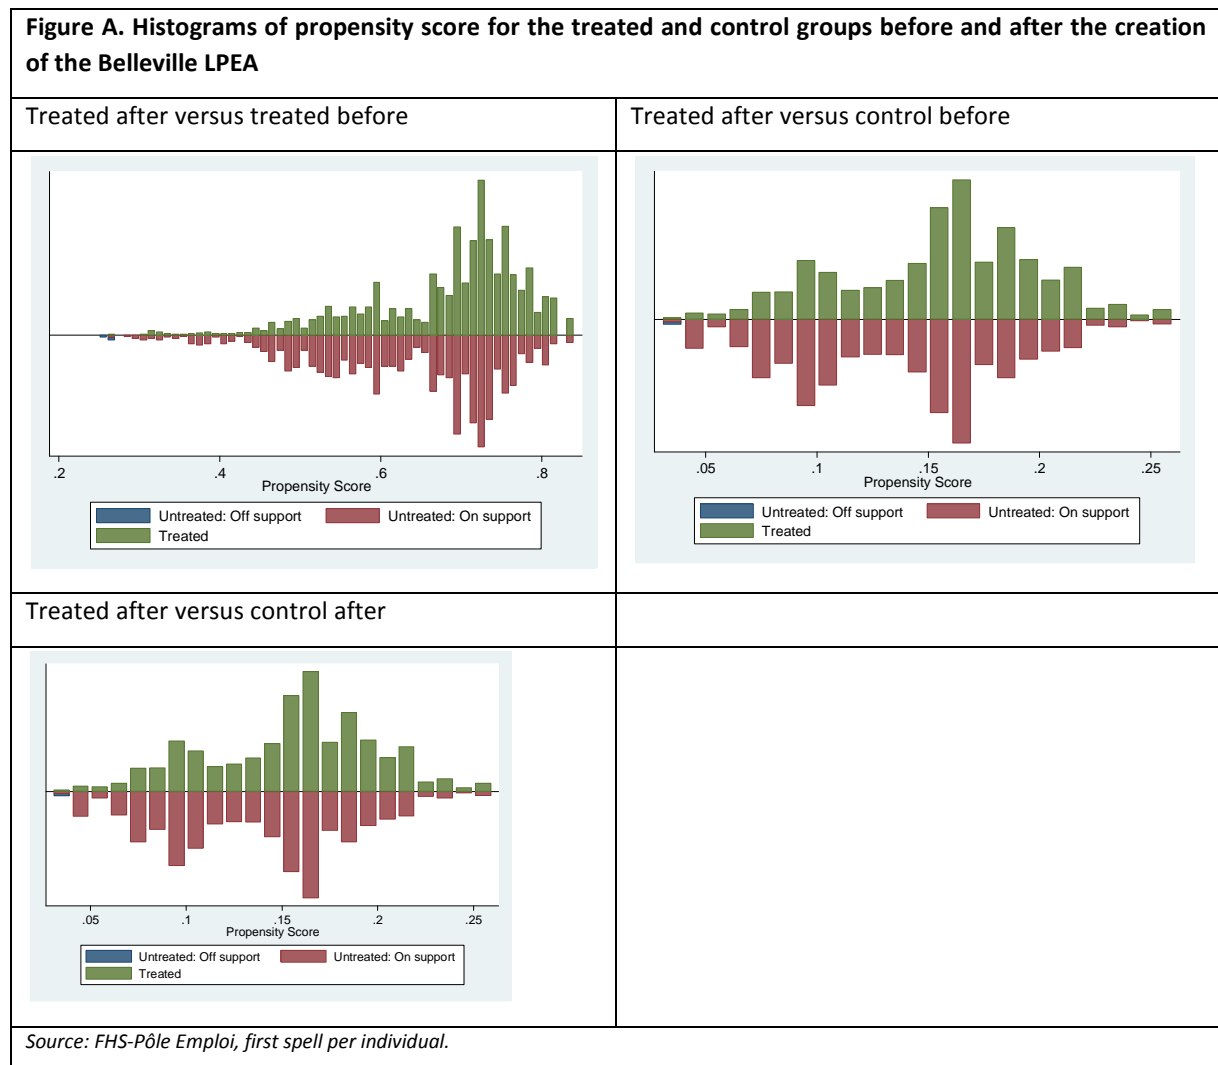 Figure A. Histograms of propensity score for the treated and control groups before and after the creation
of the Belleville LPEA
Treated after versus treated before
Treated after versus control before
.2 .4 .6 .8
Propensity Score
Untreated: Off support Untreated: On support
Treated
.05 .1 .15 .2 .25
Propensity Score
Untreated: Off support Untreated: On support
Treated
Treated after versus control after
.05 .1 .15 .2 .25
Propensity Score
Untreated: Off support Untreated: On support
Treated
Source: FHS-Pôle Emploi, first spell per individual.